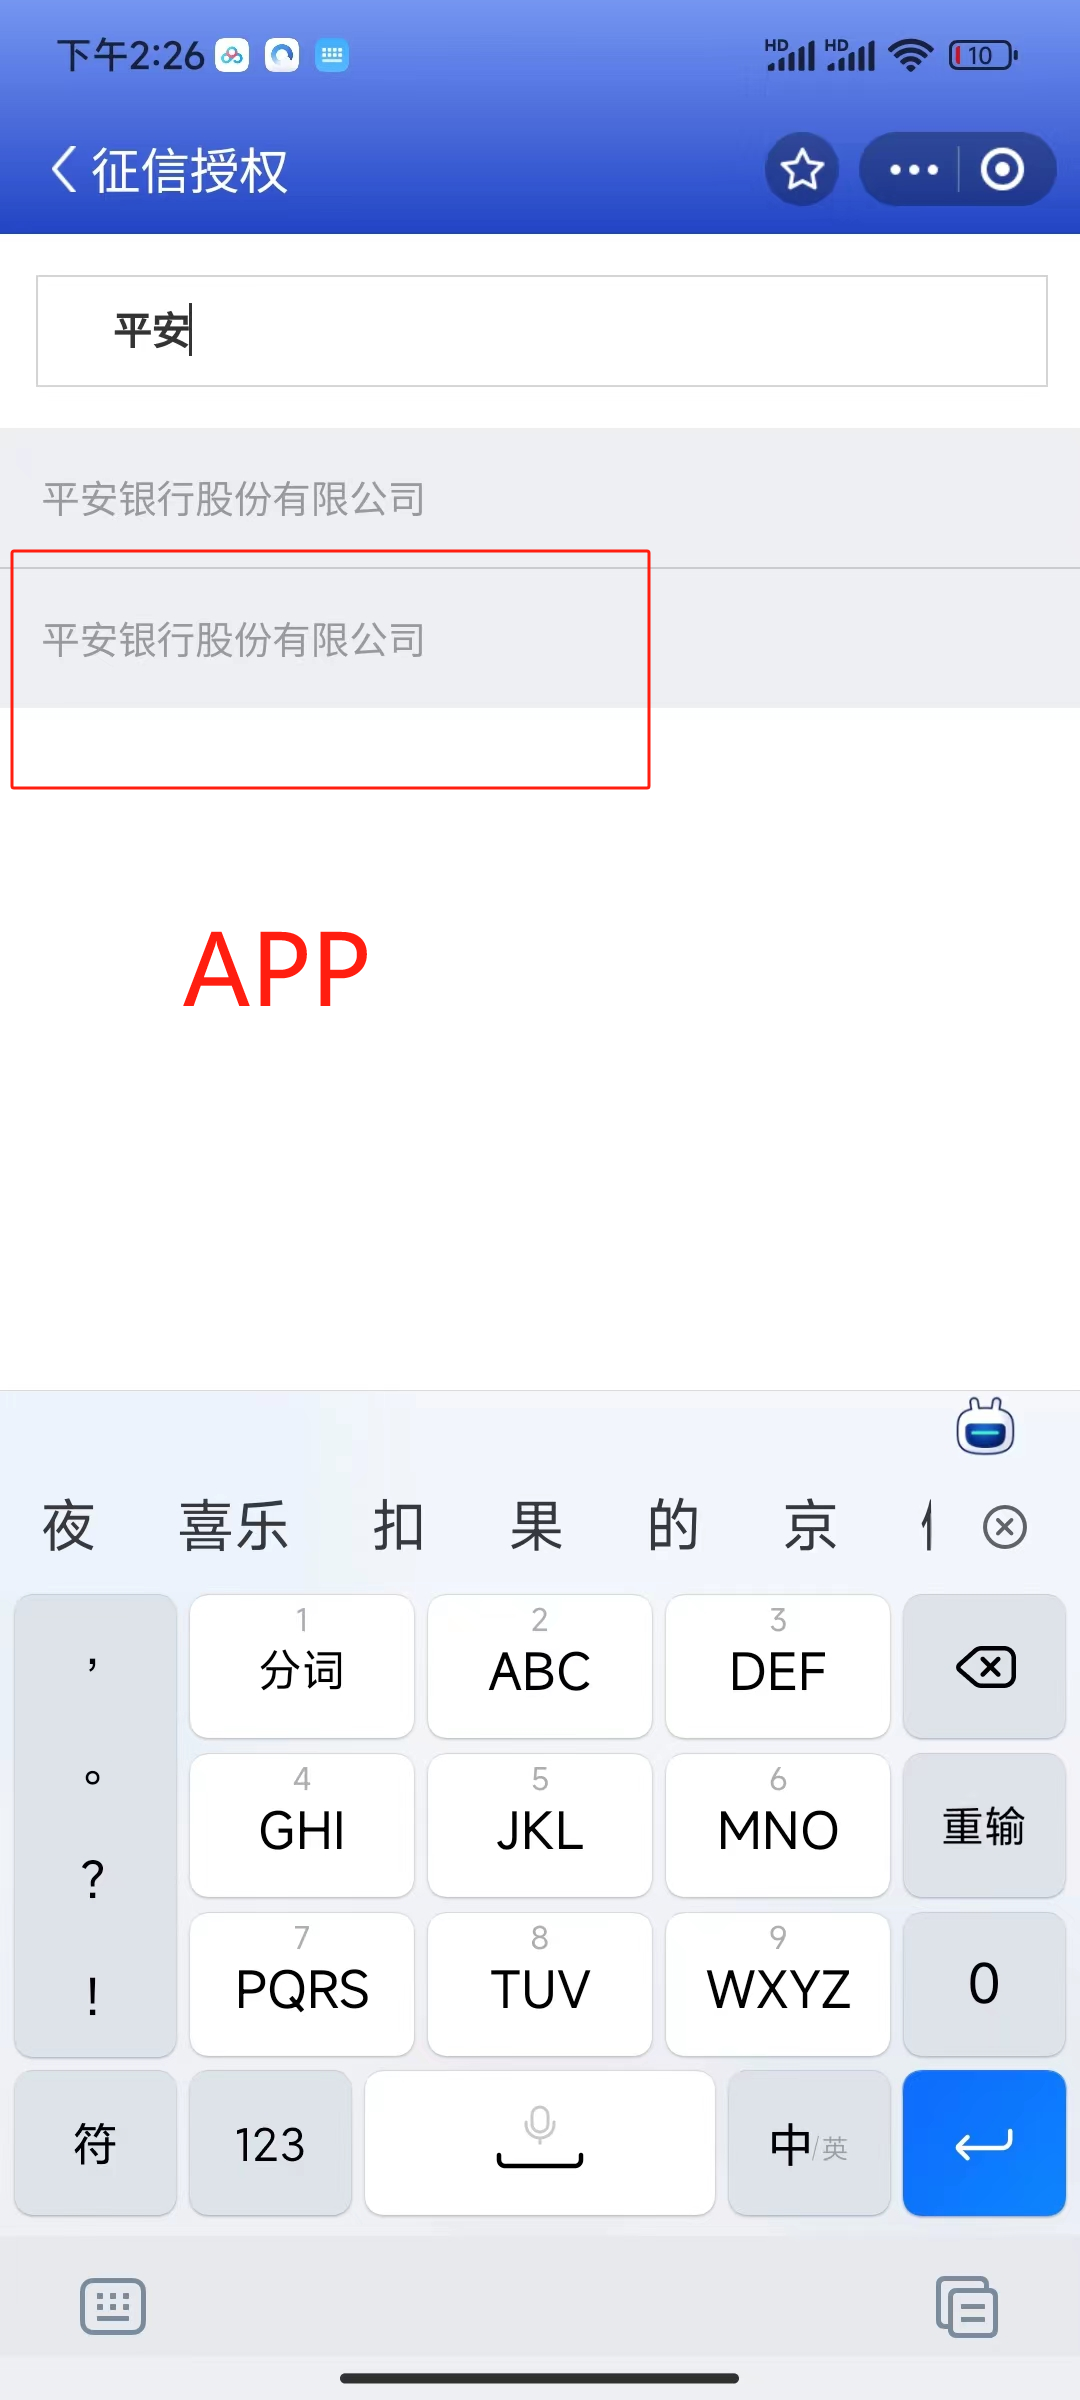 下午2:26
HD HD 10
征信授权
平安
平安银行股份有限公司
平安银行股份有限公司
APP
夜 喜乐 扣 果 的 京
， 1 2 3
分词 ABC DEF
。 4 5 6
GHI JKL MNO 重输
？
7 8 9
PQRS TUV WXYZ 0
！
符 123 中/英